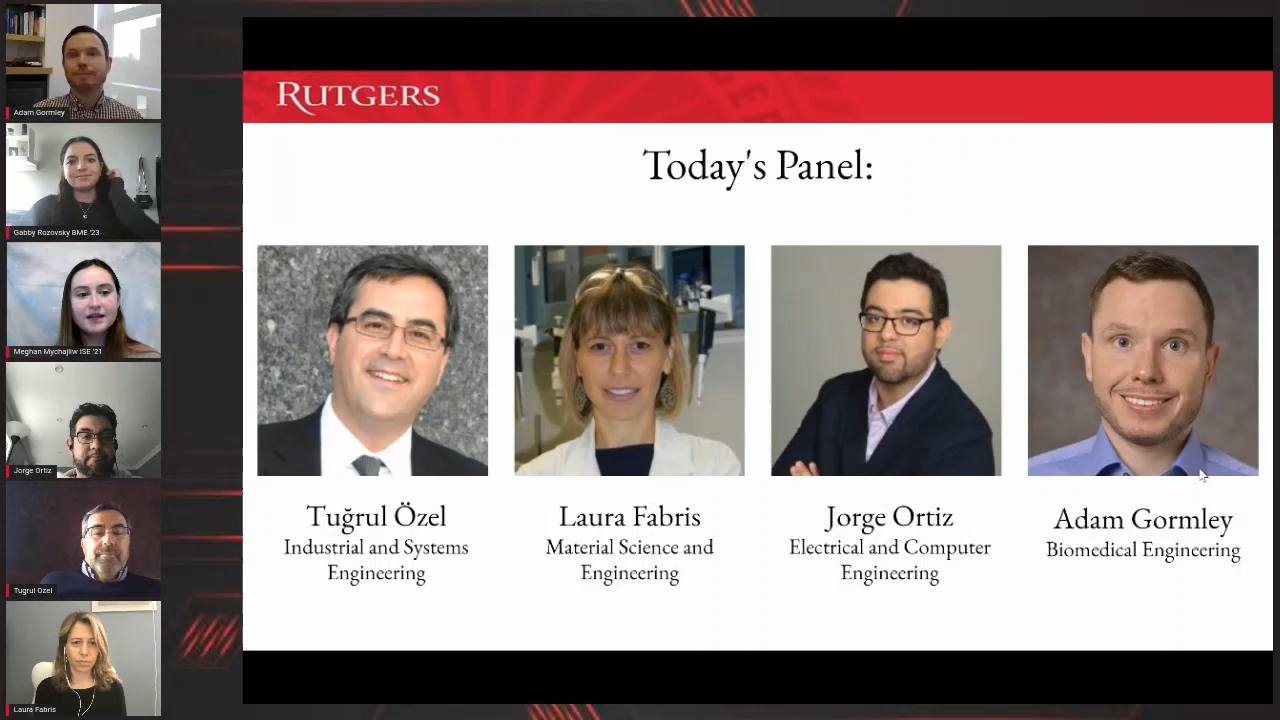 Adam Gormley
Gabby Rozovsky BME '23
Meghan Mychajliw ISE '21
Jorge Ortiz
Tugrul Ozel
Laura Fabris
RUTGERS
Today's Panel:
Tuğrul Özel
Industrial and Systems
Engineering
Laura Fabris
Material Science and
Engineering
Jorge Ortiz
Electrical and Computer
Engineering
Adam Gormley
Biomedical Engineering